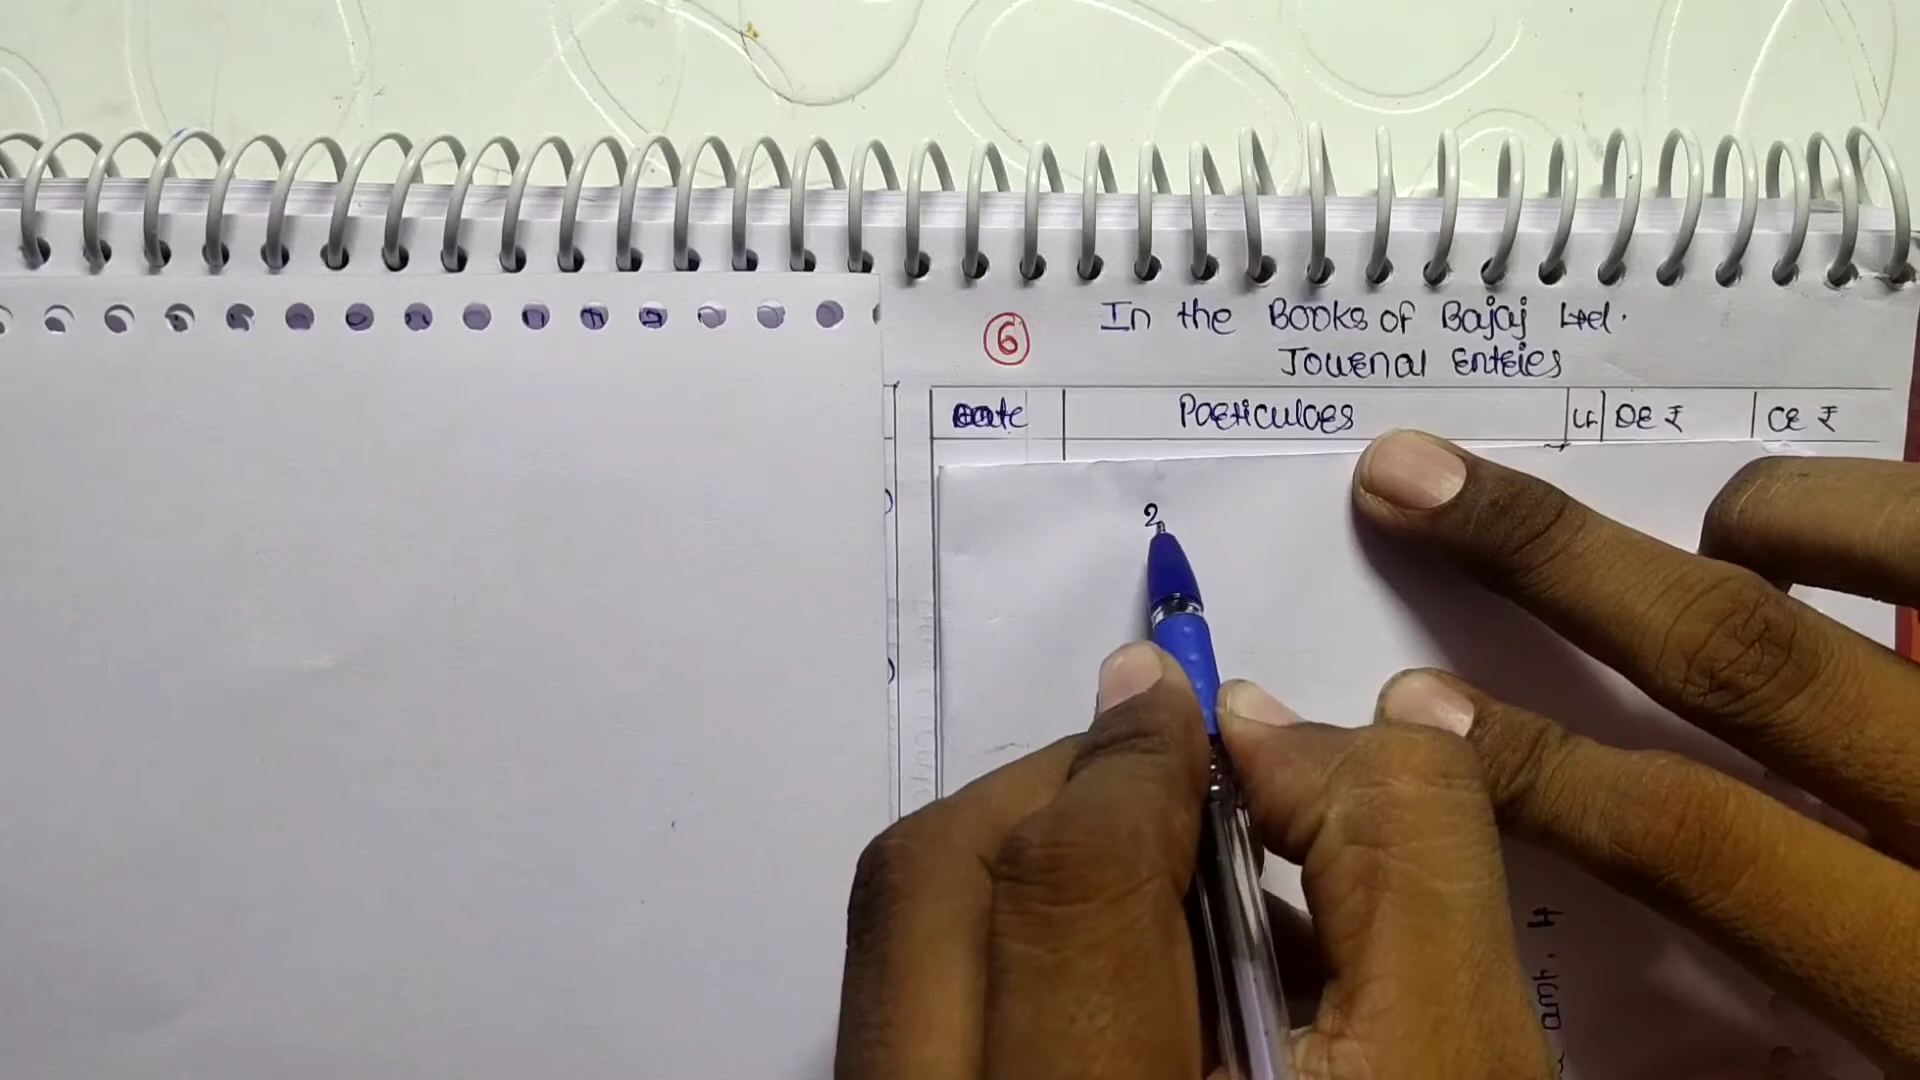 6
In the Books of Bajaj Ltd.
Journal Entries
Date Particulars LF Dr ₹ Cr ₹
2